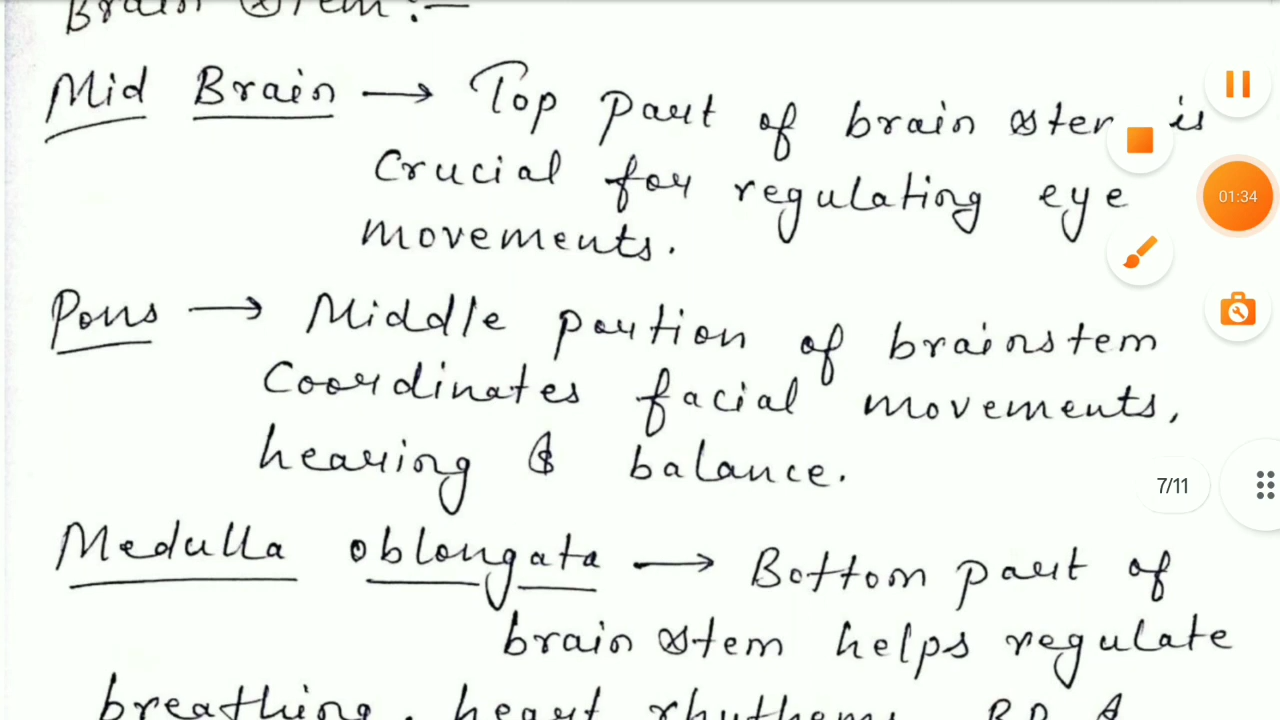 Brain Stem :-
Mid Brain → Top part of brain stem is
Crucial for regulating eye
movements.
Pons → Middle portion of brainstem
Coordinates facial movements,
hearing & balance.
Medulla oblongata → Bottom part of
brain stem helps regulate
breathing, heart rhythms, B.P &
01:34
7/11